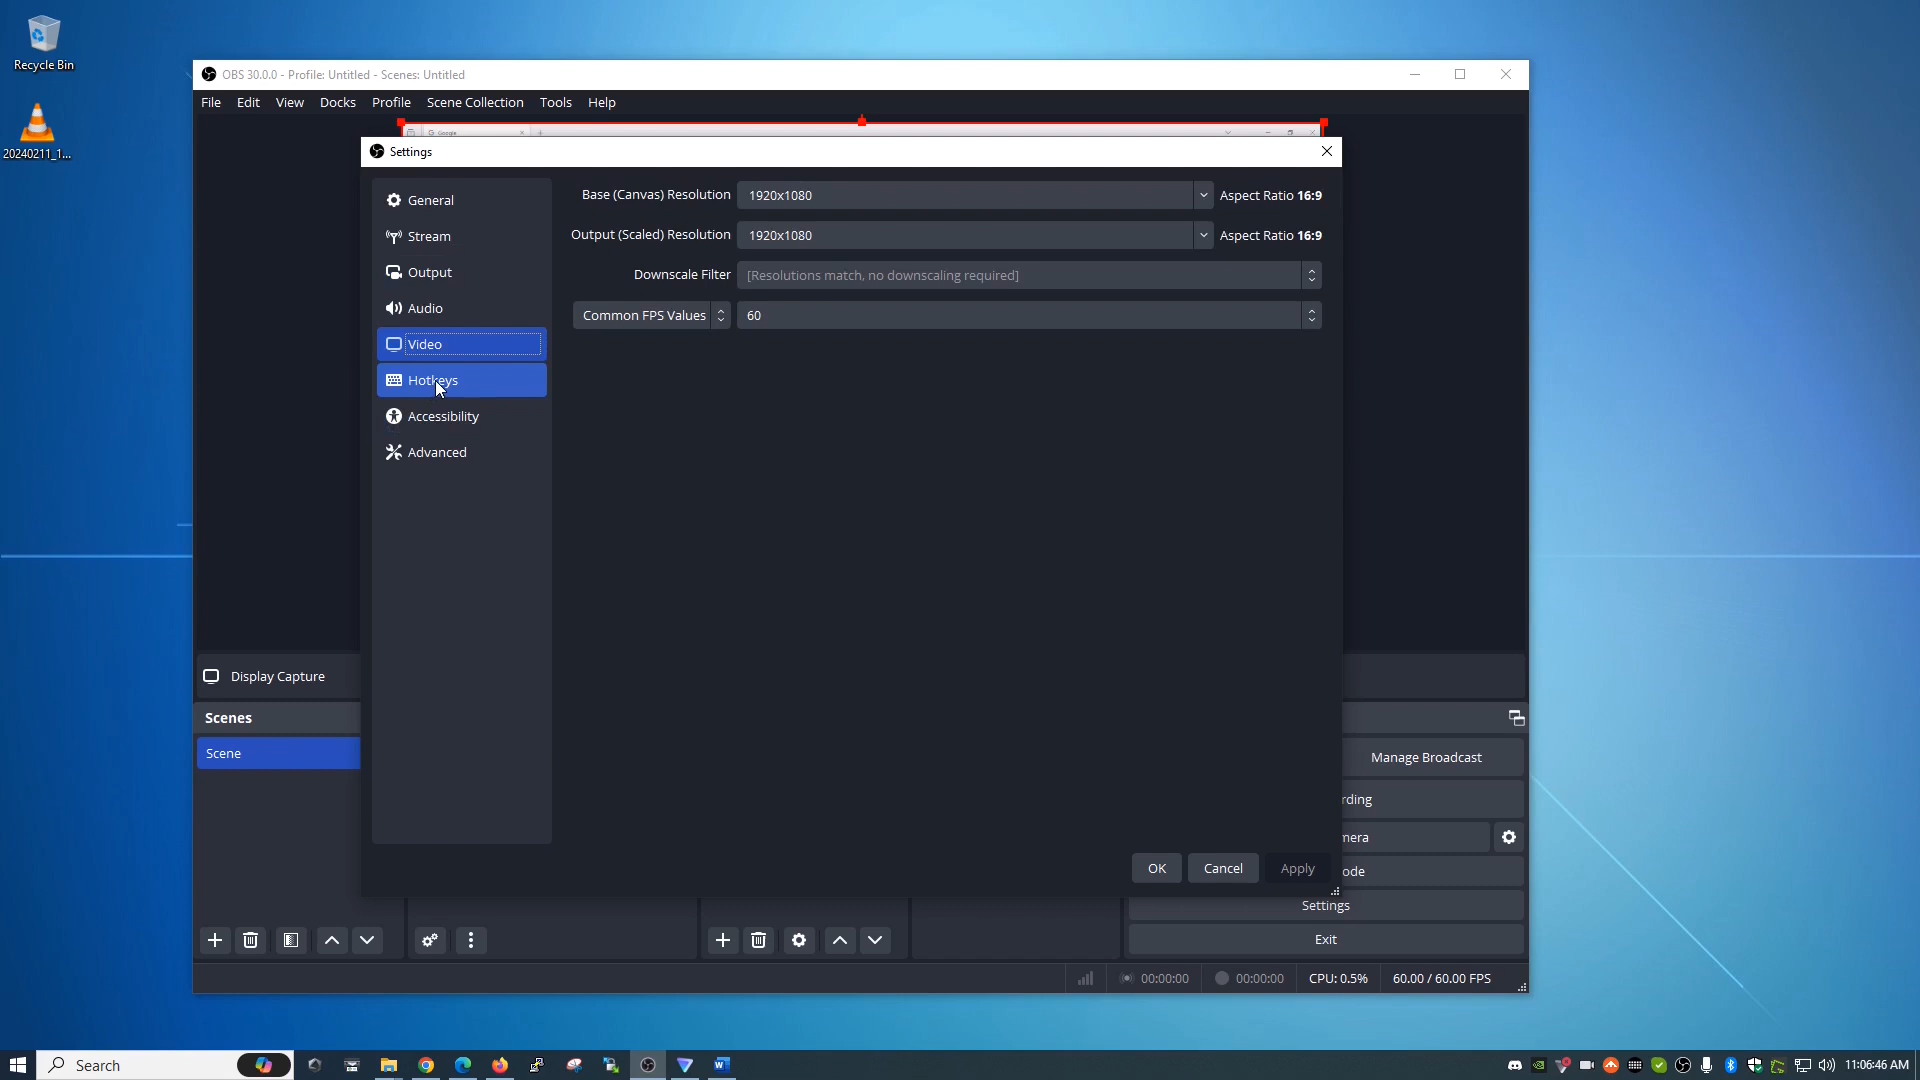 Recycle Bin
20240211_1...
OBS 30.0.0 - Profile: Untitled - Scenes: Untitled
File Edit View Docks Profile Scene Collection Tools Help
Google
Settings
General
Stream
Output
Audio
Video
Hotkeys
Accessibility
Advanced
Base (Canvas) Resolution 1920x1080 Aspect Ratio 16:9
Output (Scaled) Resolution 1920x1080 Aspect Ratio 16:9
Downscale Filter [Resolutions match, no downscaling required]
Common FPS Values 60
OK Cancel Apply
Display Capture
Scenes
Scene
Manage Broadcast
rding
mera
ode
Settings
Exit
00:00:00 00:00:00 CPU: 0.5% 60.00 / 60.00 FPS
Search
11:06:46 AM